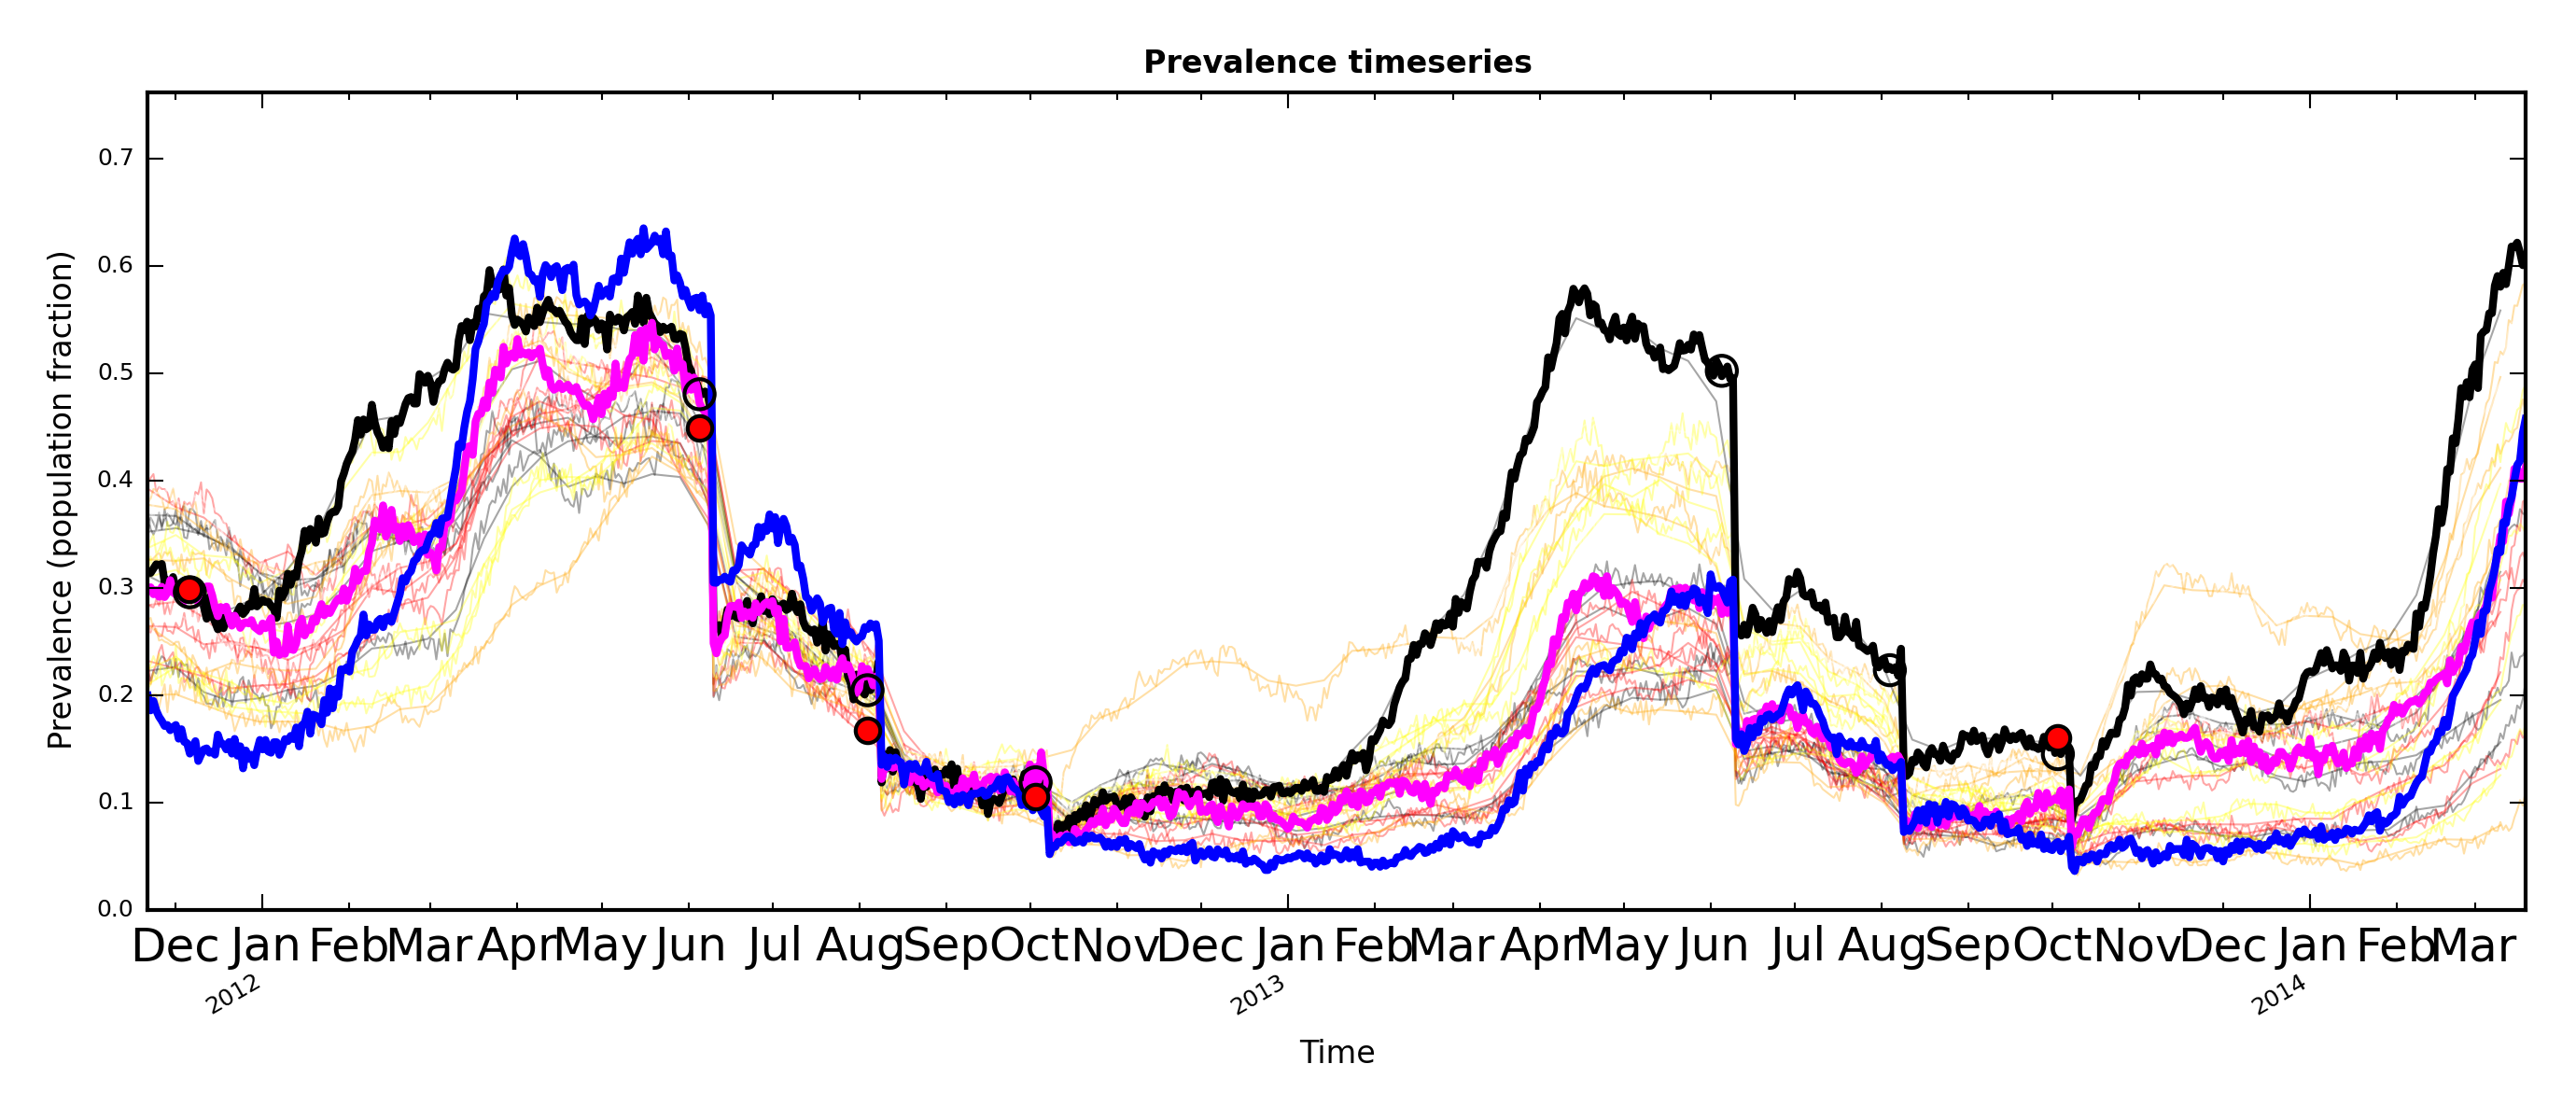 Prevalence timeseries
Prevalence (population fraction)
0.7
0.6
0.5
0.4
0.3
0.2
0.1
0.0
Dec Jan Feb Mar Apr May Jun Jul Aug Sep Oct Nov Dec Jan Feb Mar Apr May Jun Jul Aug Sep Oct Nov Dec Jan Feb Mar
2012 2013 2014
Time